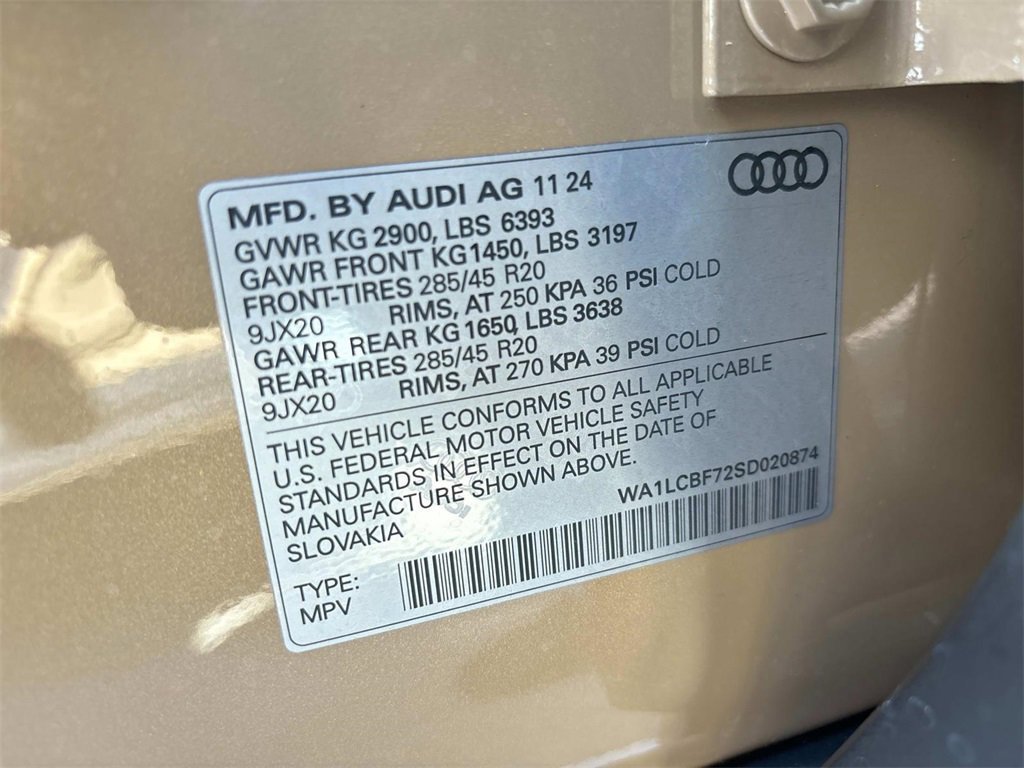 MFD. BY AUDI AG 11 24
GVWR KG 2900, LBS 6393
GAWR FRONT KG1450, LBS 3197
FRONT-TIRES 285/45 R20
9JX20 RIMS, AT 250 KPA 36 PSI COLD
GAWR REAR KG 1650, LBS 3638
REAR-TIRES 285/45 R20
9JX20 RIMS, AT 270 KPA 39 PSI COLD
THIS VEHICLE CONFORMS TO ALL APPLICABLE
U.S. FEDERAL MOTOR VEHICLE SAFETY
STANDARDS IN EFFECT ON THE DATE OF
MANUFACTURE SHOWN ABOVE.
SLOVAKIA
WA1LCBF72SD020874
TYPE:
MPV